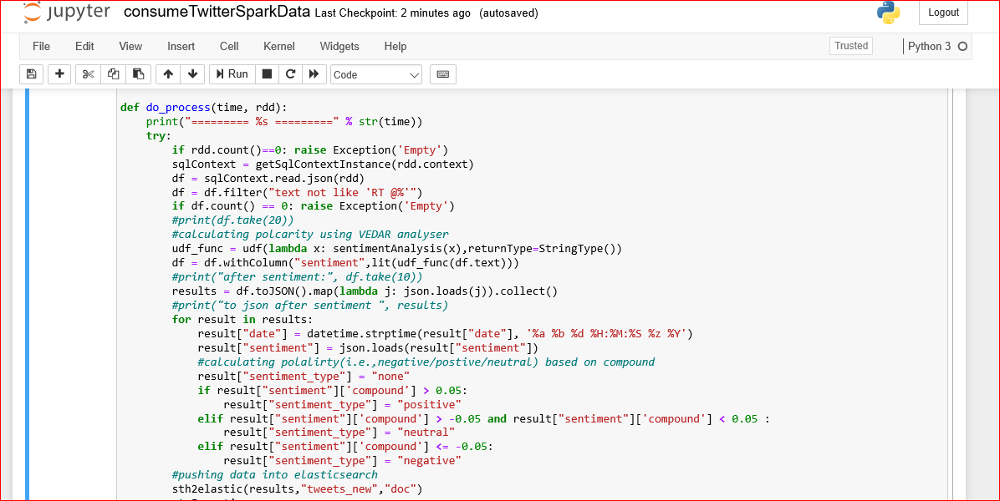 jupyter consumeTwitterSparkData Last Checkpoint: 2 minutes ago (autosaved) Logout
File Edit View Insert Cell Kernel Widgets Help Trusted Python 3
Run Code
def do_process(time, rdd):
    print("========= %s =========" % str(time))
    try:
        if rdd.count()==0: raise Exception('Empty')
        sqlContext = getSqlContextInstance(rdd.context)
        df = sqlContext.read.json(rdd)
        df = df.filter("text not like 'RT @%'")
        if df.count() == 0: raise Exception('Empty')
        #print(df.take(20))
        #calculating polcarity using VEDAR analyser
        udf_func = udf(lambda x: sentimentAnalysis(x),returnType=StringType())
        df = df.withColumn("sentiment",lit(udf_func(df.text)))
        #print("after sentiment:", df.take(10))
        results = df.toJSON().map(lambda j: json.loads(j)).collect()
        #print("to json after sentiment ", results)
        for result in results:
            result["date"] = datetime.strptime(result["date"], '%a %b %d %H:%M:%S %z %Y')
            result["sentiment"] = json.loads(result["sentiment"])
            #calculating polalirty(i.e.,negative/postive/neutral) based on compound
            result["sentiment_type"] = "none"
            if result["sentiment"]['compound'] > 0.05:
                result["sentiment_type"] = "positive"
            elif result["sentiment"]['compound'] > -0.05 and result["sentiment"]['compound'] < 0.05 :
                result["sentiment_type"] = "neutral"
            elif result["sentiment"]['compound'] <= -0.05:
                result["sentiment_type"] = "negative"
        #pushing data into elasticsearch
        sth2elastic(results,"tweets_new","doc")